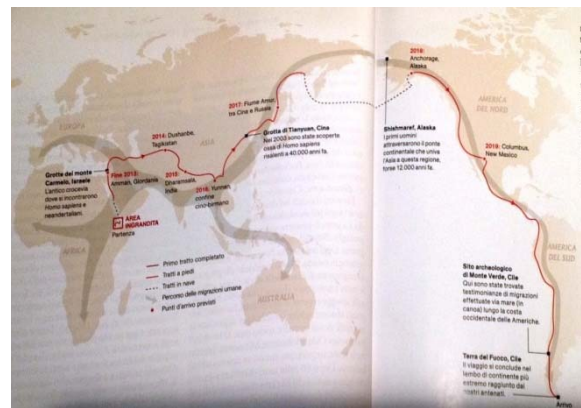 EUROPA
ASIA
AFRICA
AUSTRALIA
AMERICA
DEL NORD
AMERICA
DEL SUD
Grotte del monte
Carmelo, Israele
L'antico crocevia
dove si incontrarono
Homo sapiens e
neandertaliani.
Fine 2013:
Amman, Giordania
AREA
INGRANDITA
Partenza
2014: Dushanbe,
Tagikistan
2015:
Dharamsala,
India
2016: Yunnan,
confine
sino-birmano
2017: Fiume Amur,
tra Cina e Russia
Grotta di Tianyuan, Cina
Nel 2003 sono state scoperte
ossa di Homo sapiens
risalenti a 40.000 anni fa.
2018:
Anchorage,
Alaska
Shishmaref, Alaska
I primi uomini
attraversarono il ponte
continentale che univa
l'Asia a questa regione,
forse 12.000 anni fa.
2019: Columbus,
New Mexico
Primo tratto completato
Tratti a piedi
Tratti in nave
Percorso delle migrazioni umane
Punti d'arrivo previsti
Sito archeologico
di Monte Verde, Cile
Qui sono state trovate
testimonianze di migrazioni
effettuate via mare (in
canoa) lungo la costa
occidentale delle Americhe.
Terra del Fuoco, Cile
Il viaggio si conclude nel
lembo di continente più
estremo raggiunto dai
nostri antenati.
Arrivo